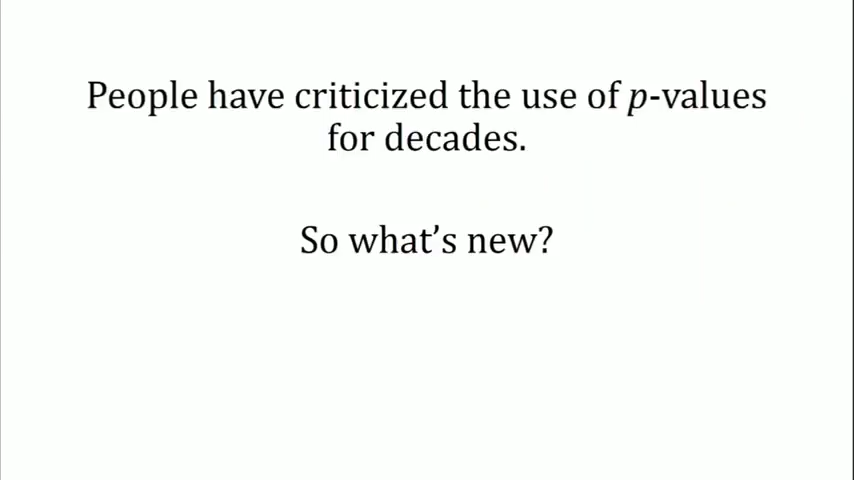 People have criticized the use of p-values
for decades.
So what’s new?